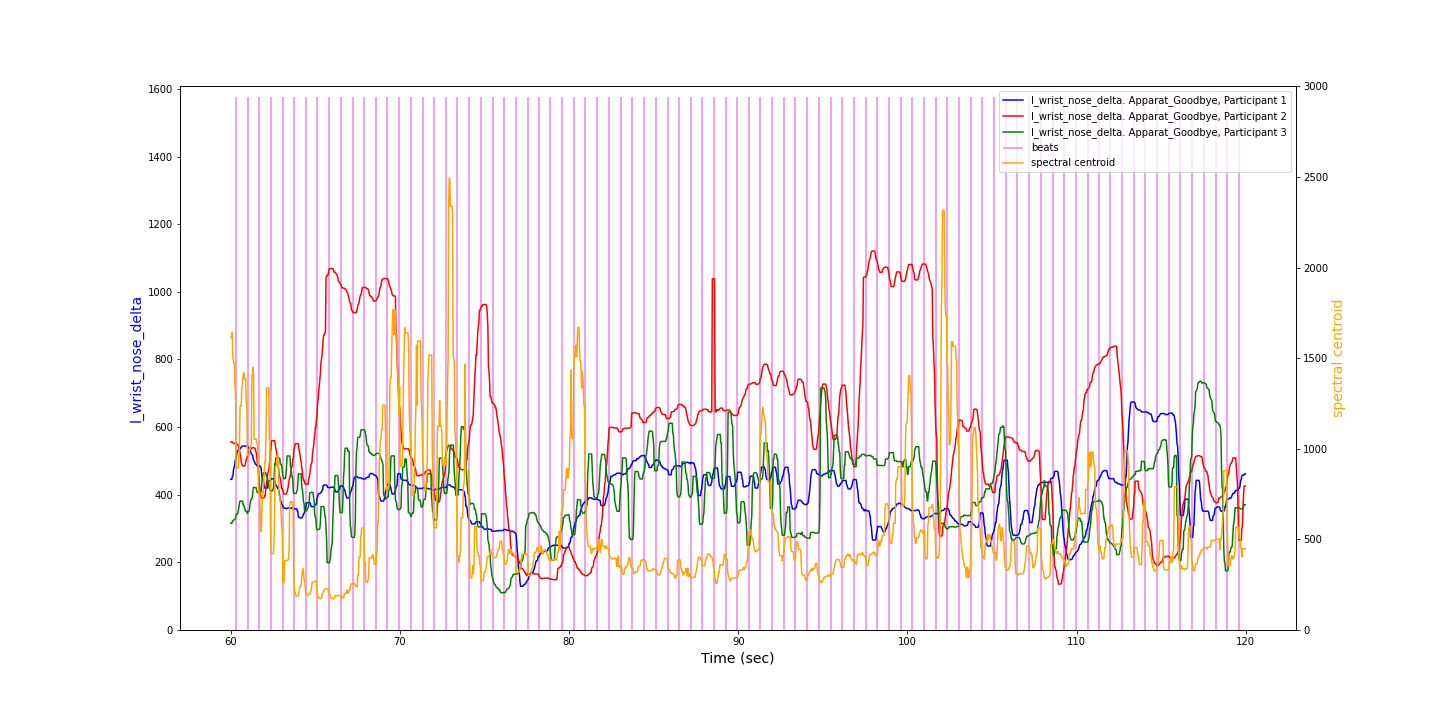 1600
1400
1200
1000
800
600
400
200
0
l_wrist_nose_delta
60
70
80
90
100
110
120
Time (sec)
3000
2500
2000
1500
1000
500
0
spectral centroid
l_wrist_nose_delta. Apparat_Goodbye, Participant 1
l_wrist_nose_delta. Apparat_Goodbye, Participant 2
l_wrist_nose_delta. Apparat_Goodbye, Participant 3
beats
spectral centroid